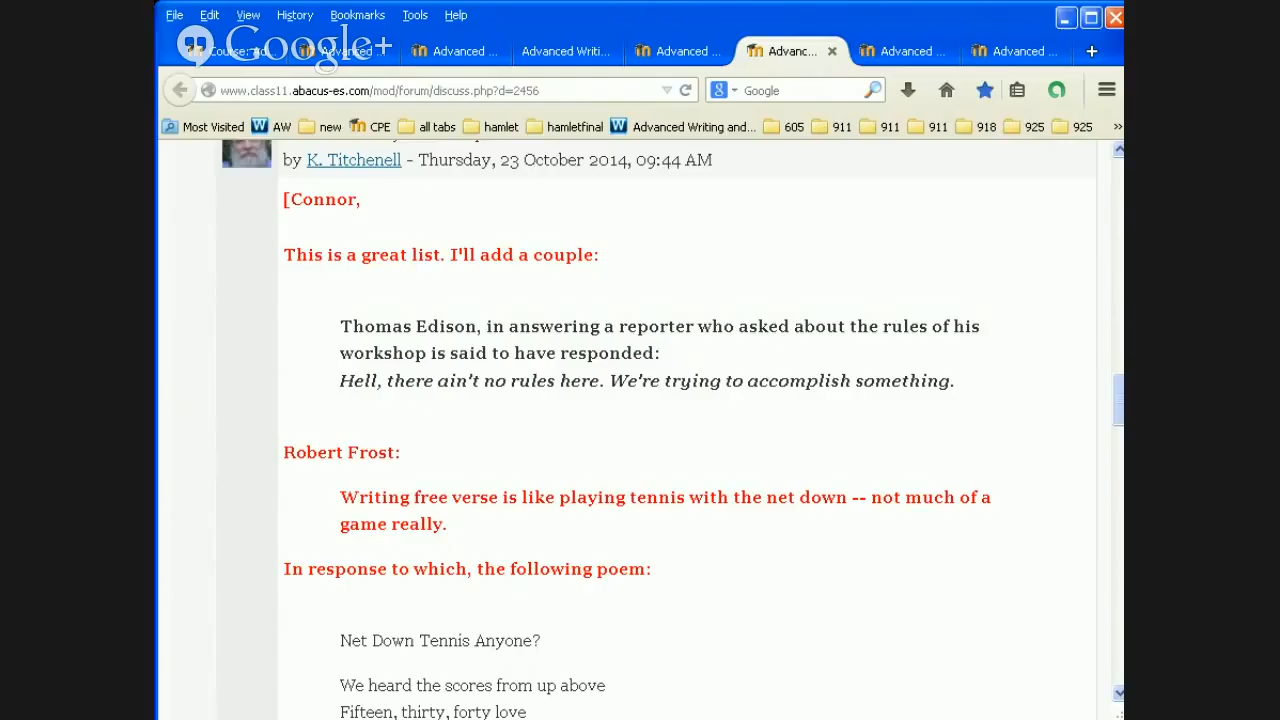 File Edit View History Bookmarks Tools Help
Google+
Course: Ad Advanced Advanced ... Advanced Writi... Advanced ... Advanc... Advanced ... Advanced ...
www.class11.abacus-es.com/mod/forum/discuss.php?d=2456 Google
Most Visited AW new CPE all tabs hamlet hamletfinal Advanced Writing and... 605 911 911 911 918 925 925 »
by K. Titchenell - Thursday, 23 October 2014, 09:44 AM
[Connor,
This is a great list. I'll add a couple:
Thomas Edison, in answering a reporter who asked about the rules of his
workshop is said to have responded:
Hell, there ain't no rules here. We're trying to accomplish something.
Robert Frost:
Writing free verse is like playing tennis with the net down -- not much of a
game really.
In response to which, the following poem:
Net Down Tennis Anyone?
We heard the scores from up above
Fifteen, thirty, forty love